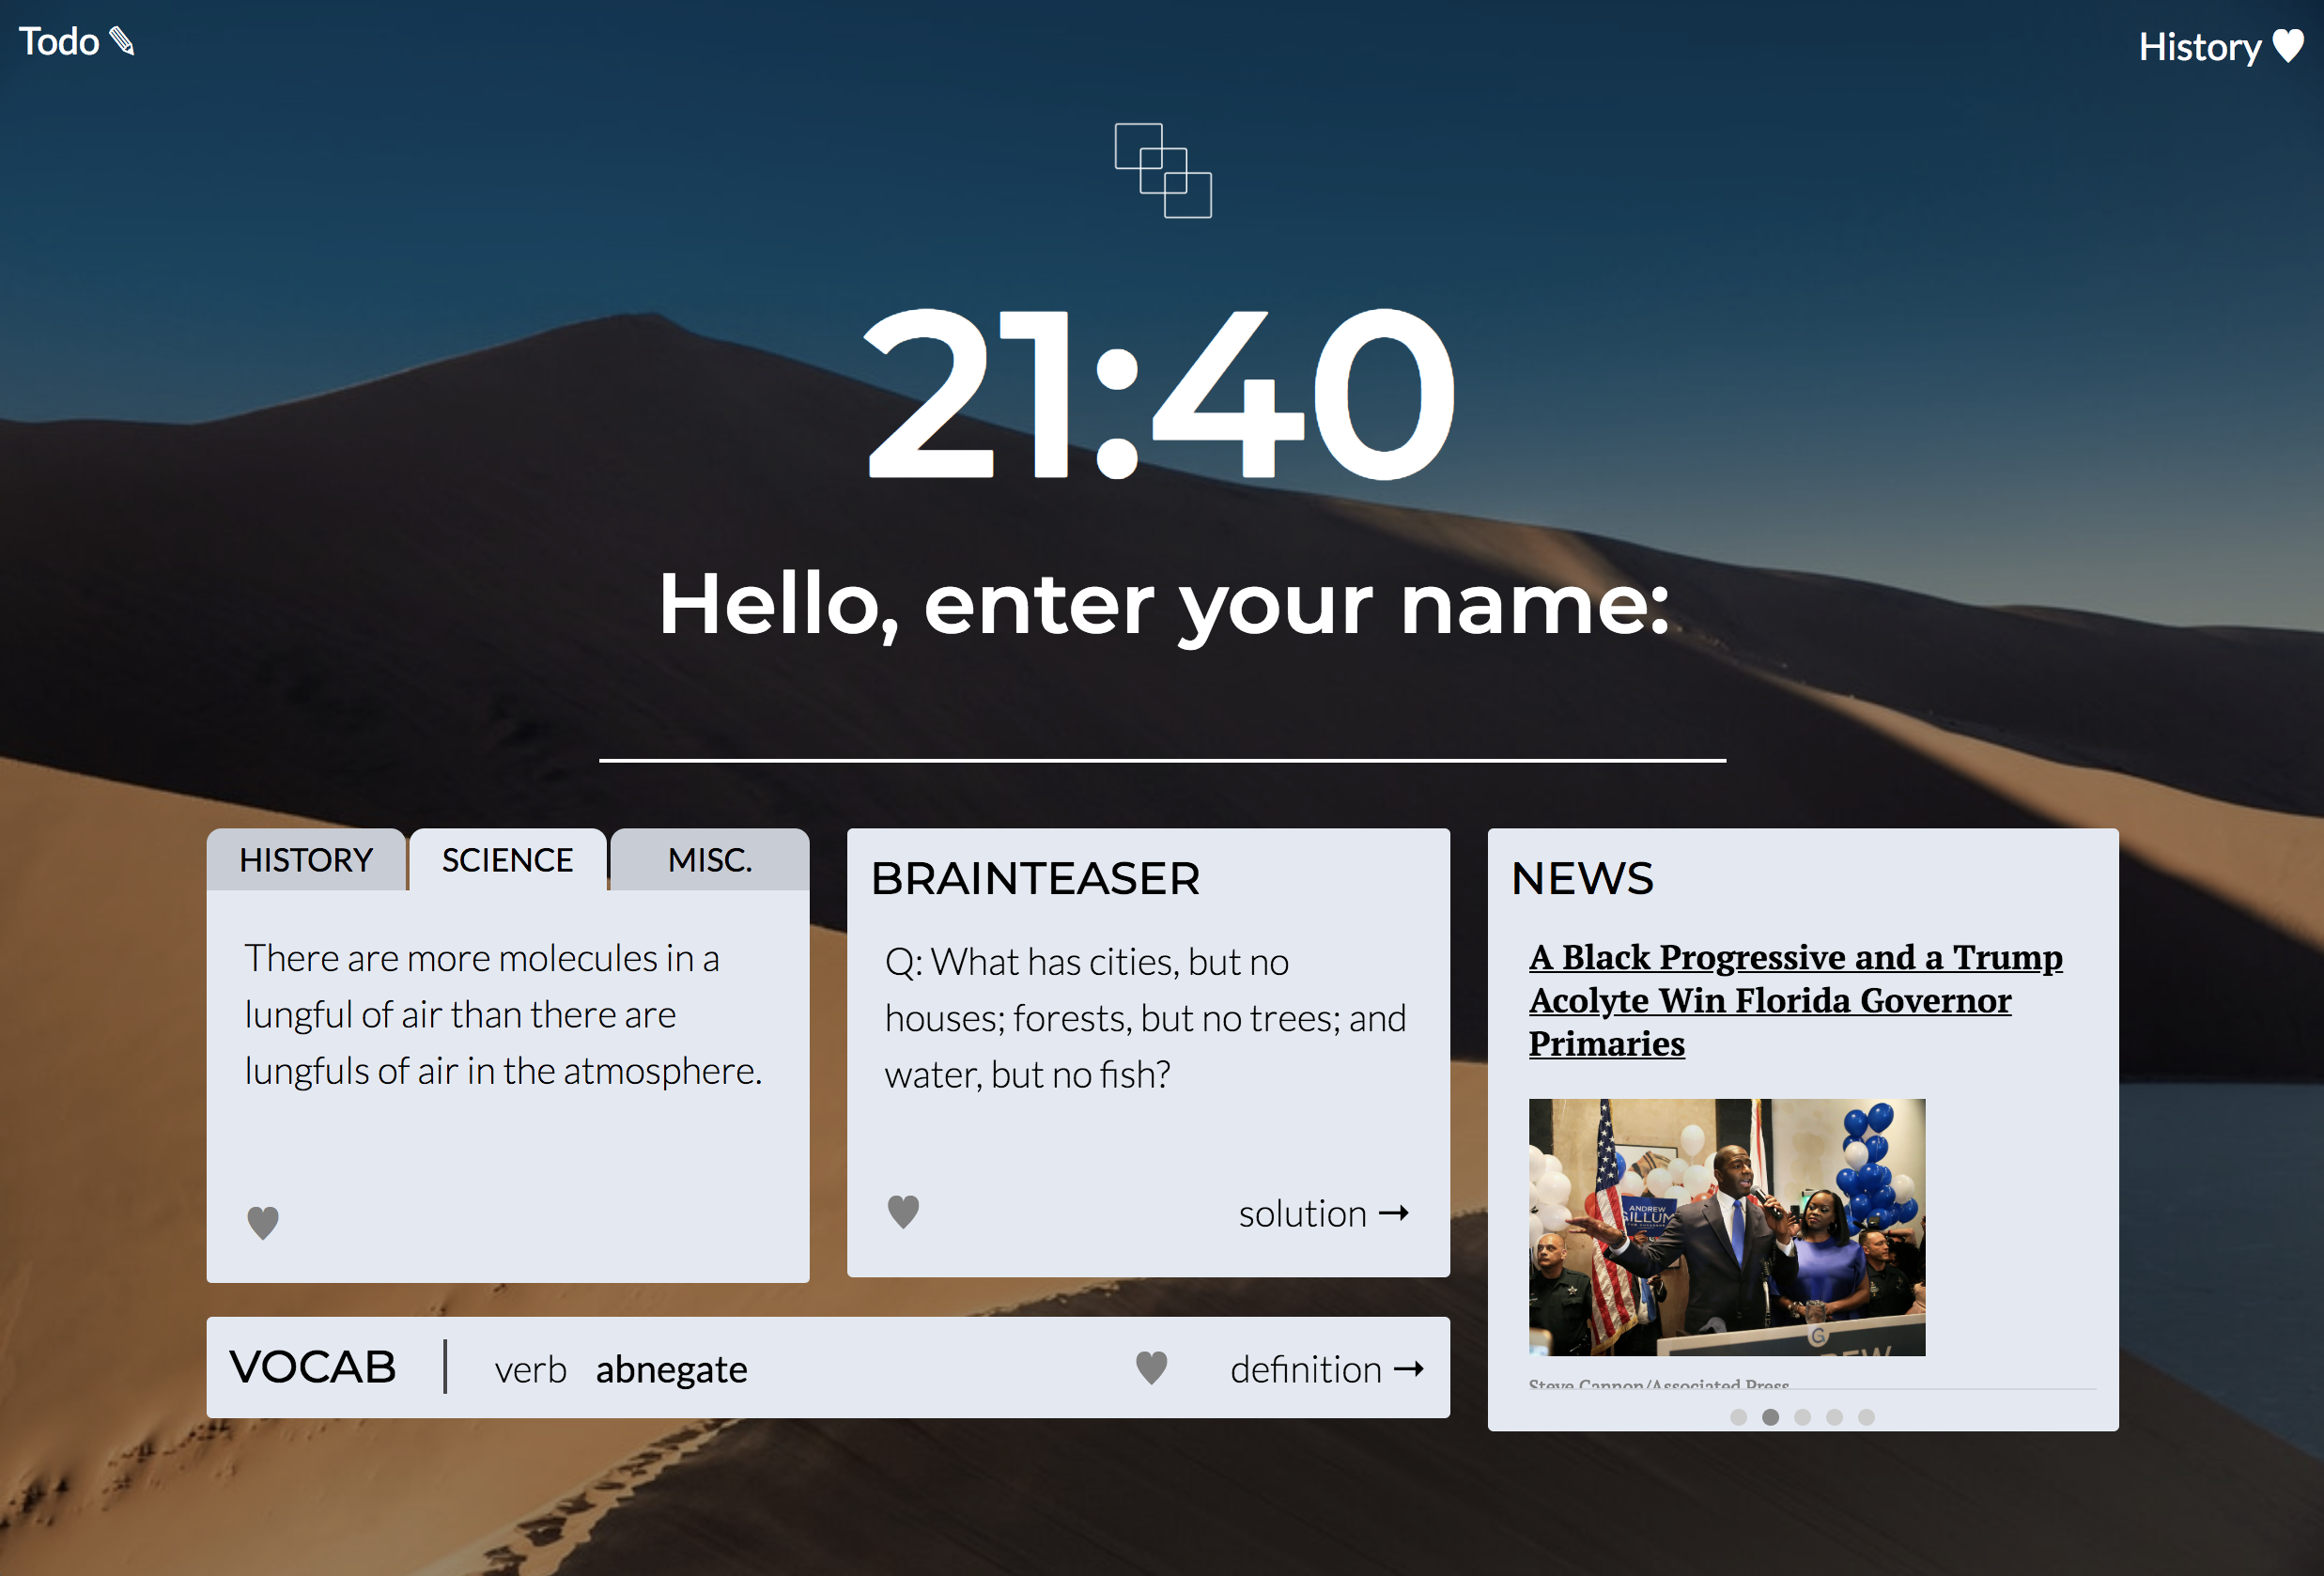 Todo ✎
History ♥
21:40
Hello, enter your name:
HISTORY SCIENCE MISC.
There are more molecules in a
lungful of air than there are
lungfuls of air in the atmosphere.
BRAINTEASER
Q: What has cities, but no
houses; forests, but no trees; and
water, but no fish?
solution →
VOCAB verb abnegate definition →
NEWS
A Black Progressive and a Trump
Acolyte Win Florida Governor
Primaries
ANDREW
GILLUM
G
Steve Cannon/Associated Press